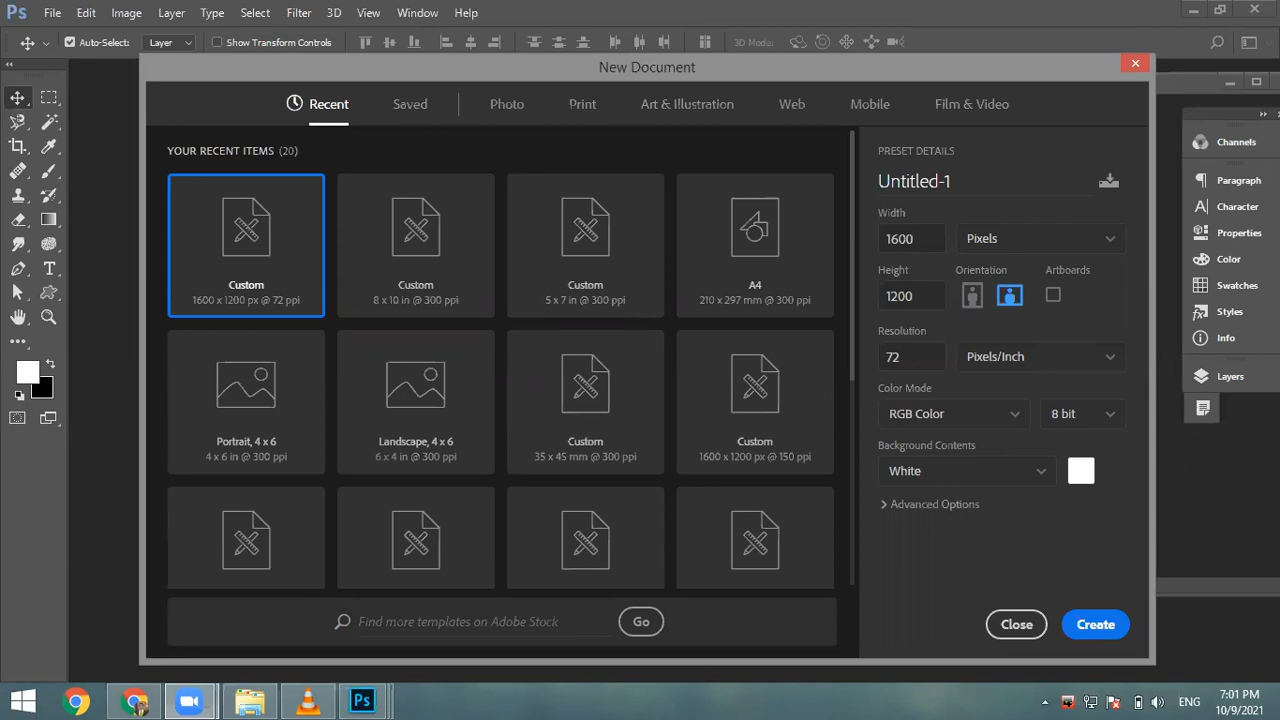 Ps File Edit Image Layer Type Select Filter 3D View Window Help
Auto-Select: Layer Show Transform Controls 3D Mode:
New Document
Recent Saved Photo Print Art & Illustration Web Mobile Film & Video
YOUR RECENT ITEMS (20)
Custom
1600 x 1200 px @ 72 ppi
Custom
8 x 10 in @ 300 ppi
Custom
5 x 7 in @ 300 ppi
A4
210 x 297 mm @ 300 ppi
Portrait, 4 x 6
4 x 6 in @ 300 ppi
Landscape, 4 x 6
6 x 4 in @ 300 ppi
Custom
35 x 45 mm @ 300 ppi
Custom
1600 x 1200 px @ 150 ppi
Find more templates on Adobe Stock Go
PRESET DETAILS
Untitled-1
Width
1600 Pixels
Height Orientation Artboards
1200
Resolution
72 Pixels/Inch
Color Mode
RGB Color 8 bit
Background Contents
White
Advanced Options
Close Create
Channels
Paragraph
Character
Properties
Color
Swatches
Styles
Info
Layers
Ps
ENG
7:01 PM
10/9/2021